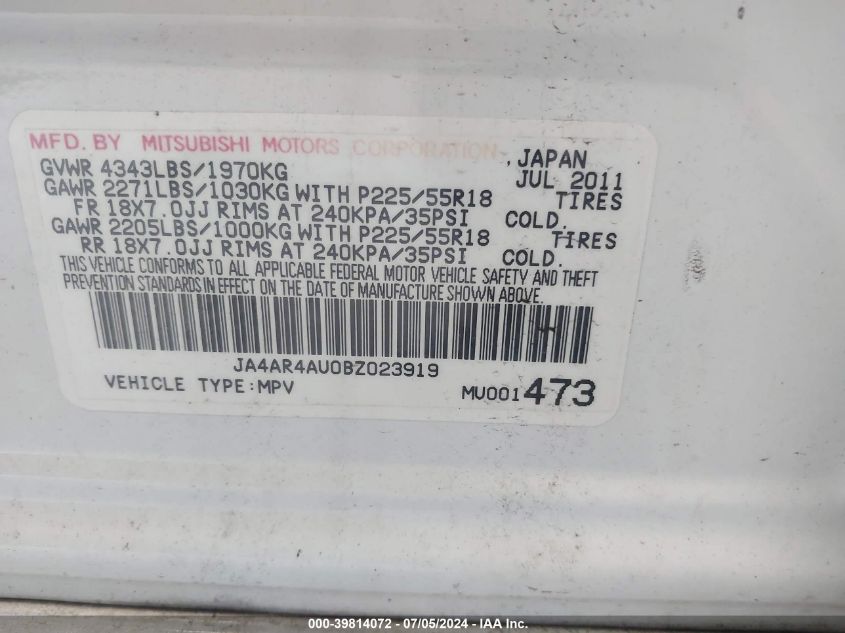 MFD. BY MITSUBISHI MOTORS CORPORATION , JAPAN
GVWR 4343LBS/1970KG JUL 2011
GAWR 2271LBS/1030KG WITH P225/55R18 TIRES
FR 18X7.0JJ RIMS AT 240KPA/35PSI COLD.
GAWR 2205LBS/1000KG WITH P225/55R18 TIRES
RR 18X7.0JJ RIMS AT 240KPA/35PSI COLD.
THIS VEHICLE CONFORMS TO ALL APPLICABLE FEDERAL MOTOR VEHICLE SAFETY AND THEFT
PREVENTION STANDARDS IN EFFECT ON THE DATE OF MANUFACTURE SHOWN ABOVE.
JA4AR4AU0BZ023919
VEHICLE TYPE:MPV MU001473
000-39814072 - 07/05/2024 - IAA Inc.